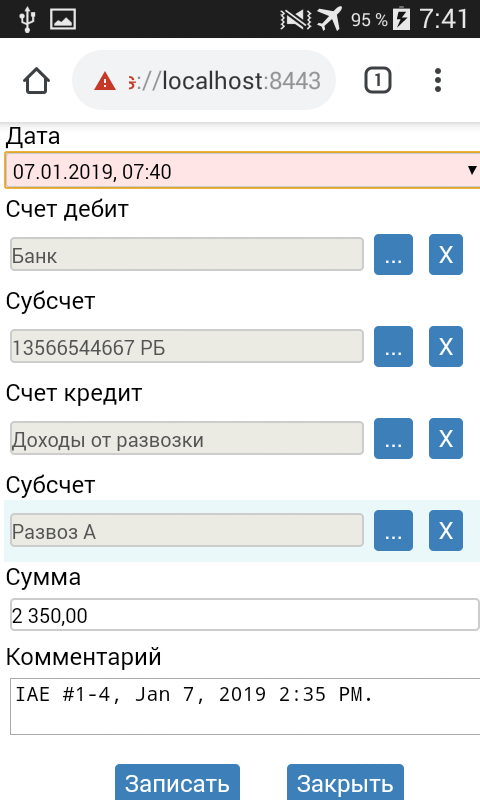 95 % 7:41
://localhost:8443 1
Дата
07.01.2019, 07:40
Счет дебит
Банк ... X
Субсчет
13566544667 РБ ... X
Счет кредит
Доходы от развозки ... X
Субсчет
Развоз А ... X
Сумма
2 350,00
Комментарий
IAE #1-4, Jan 7, 2019 2:35 PM.
Записать Закрыть